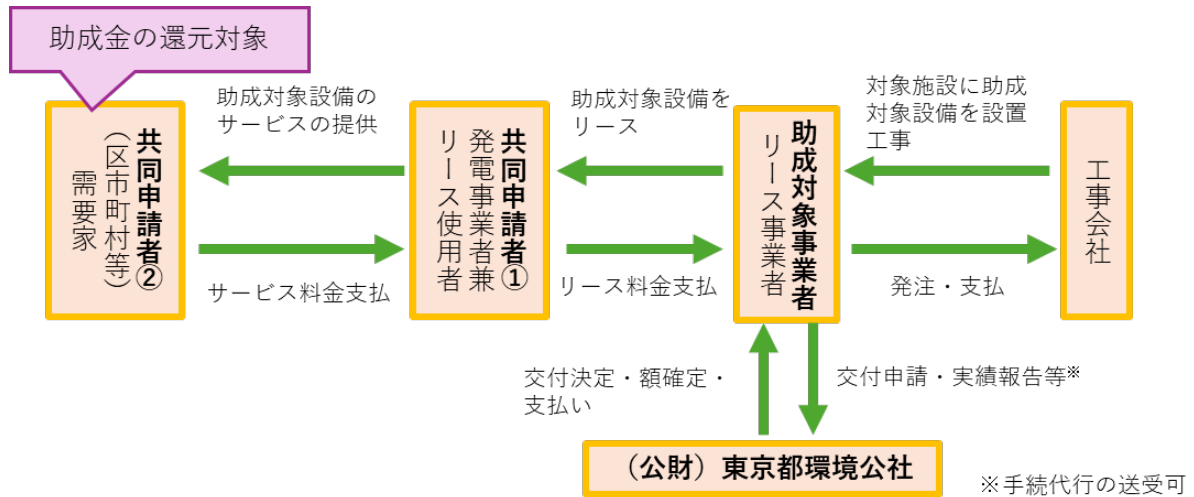 助成金の還元対象
助成対象設備の
サービスの提供
助成対象設備を
リース
対象施設に助成
対象設備を設置
工事
共同申請者②
（区市町村等）
需要家
共同申請者①
発電事業者兼
リース使用者
助成対象事業者
リース事業者
工事会社
サービス料金支払
リース料金支払
発注・支払
交付決定・額確定・
支払い
交付申請・実績報告等※
（公財）東京都環境公社
※手続代行の送受可